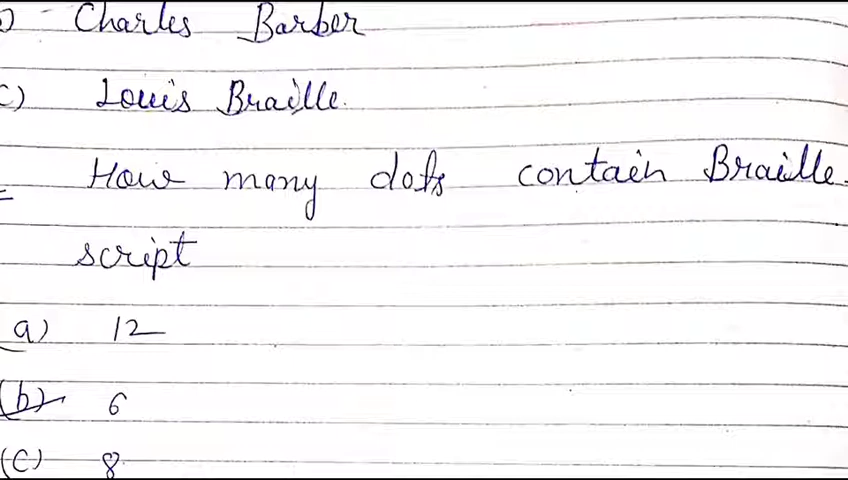 ) Charles Barber
c) Louis Braille.
How many dots contain Braille
script
a) 12
(b) 6
(c) 8